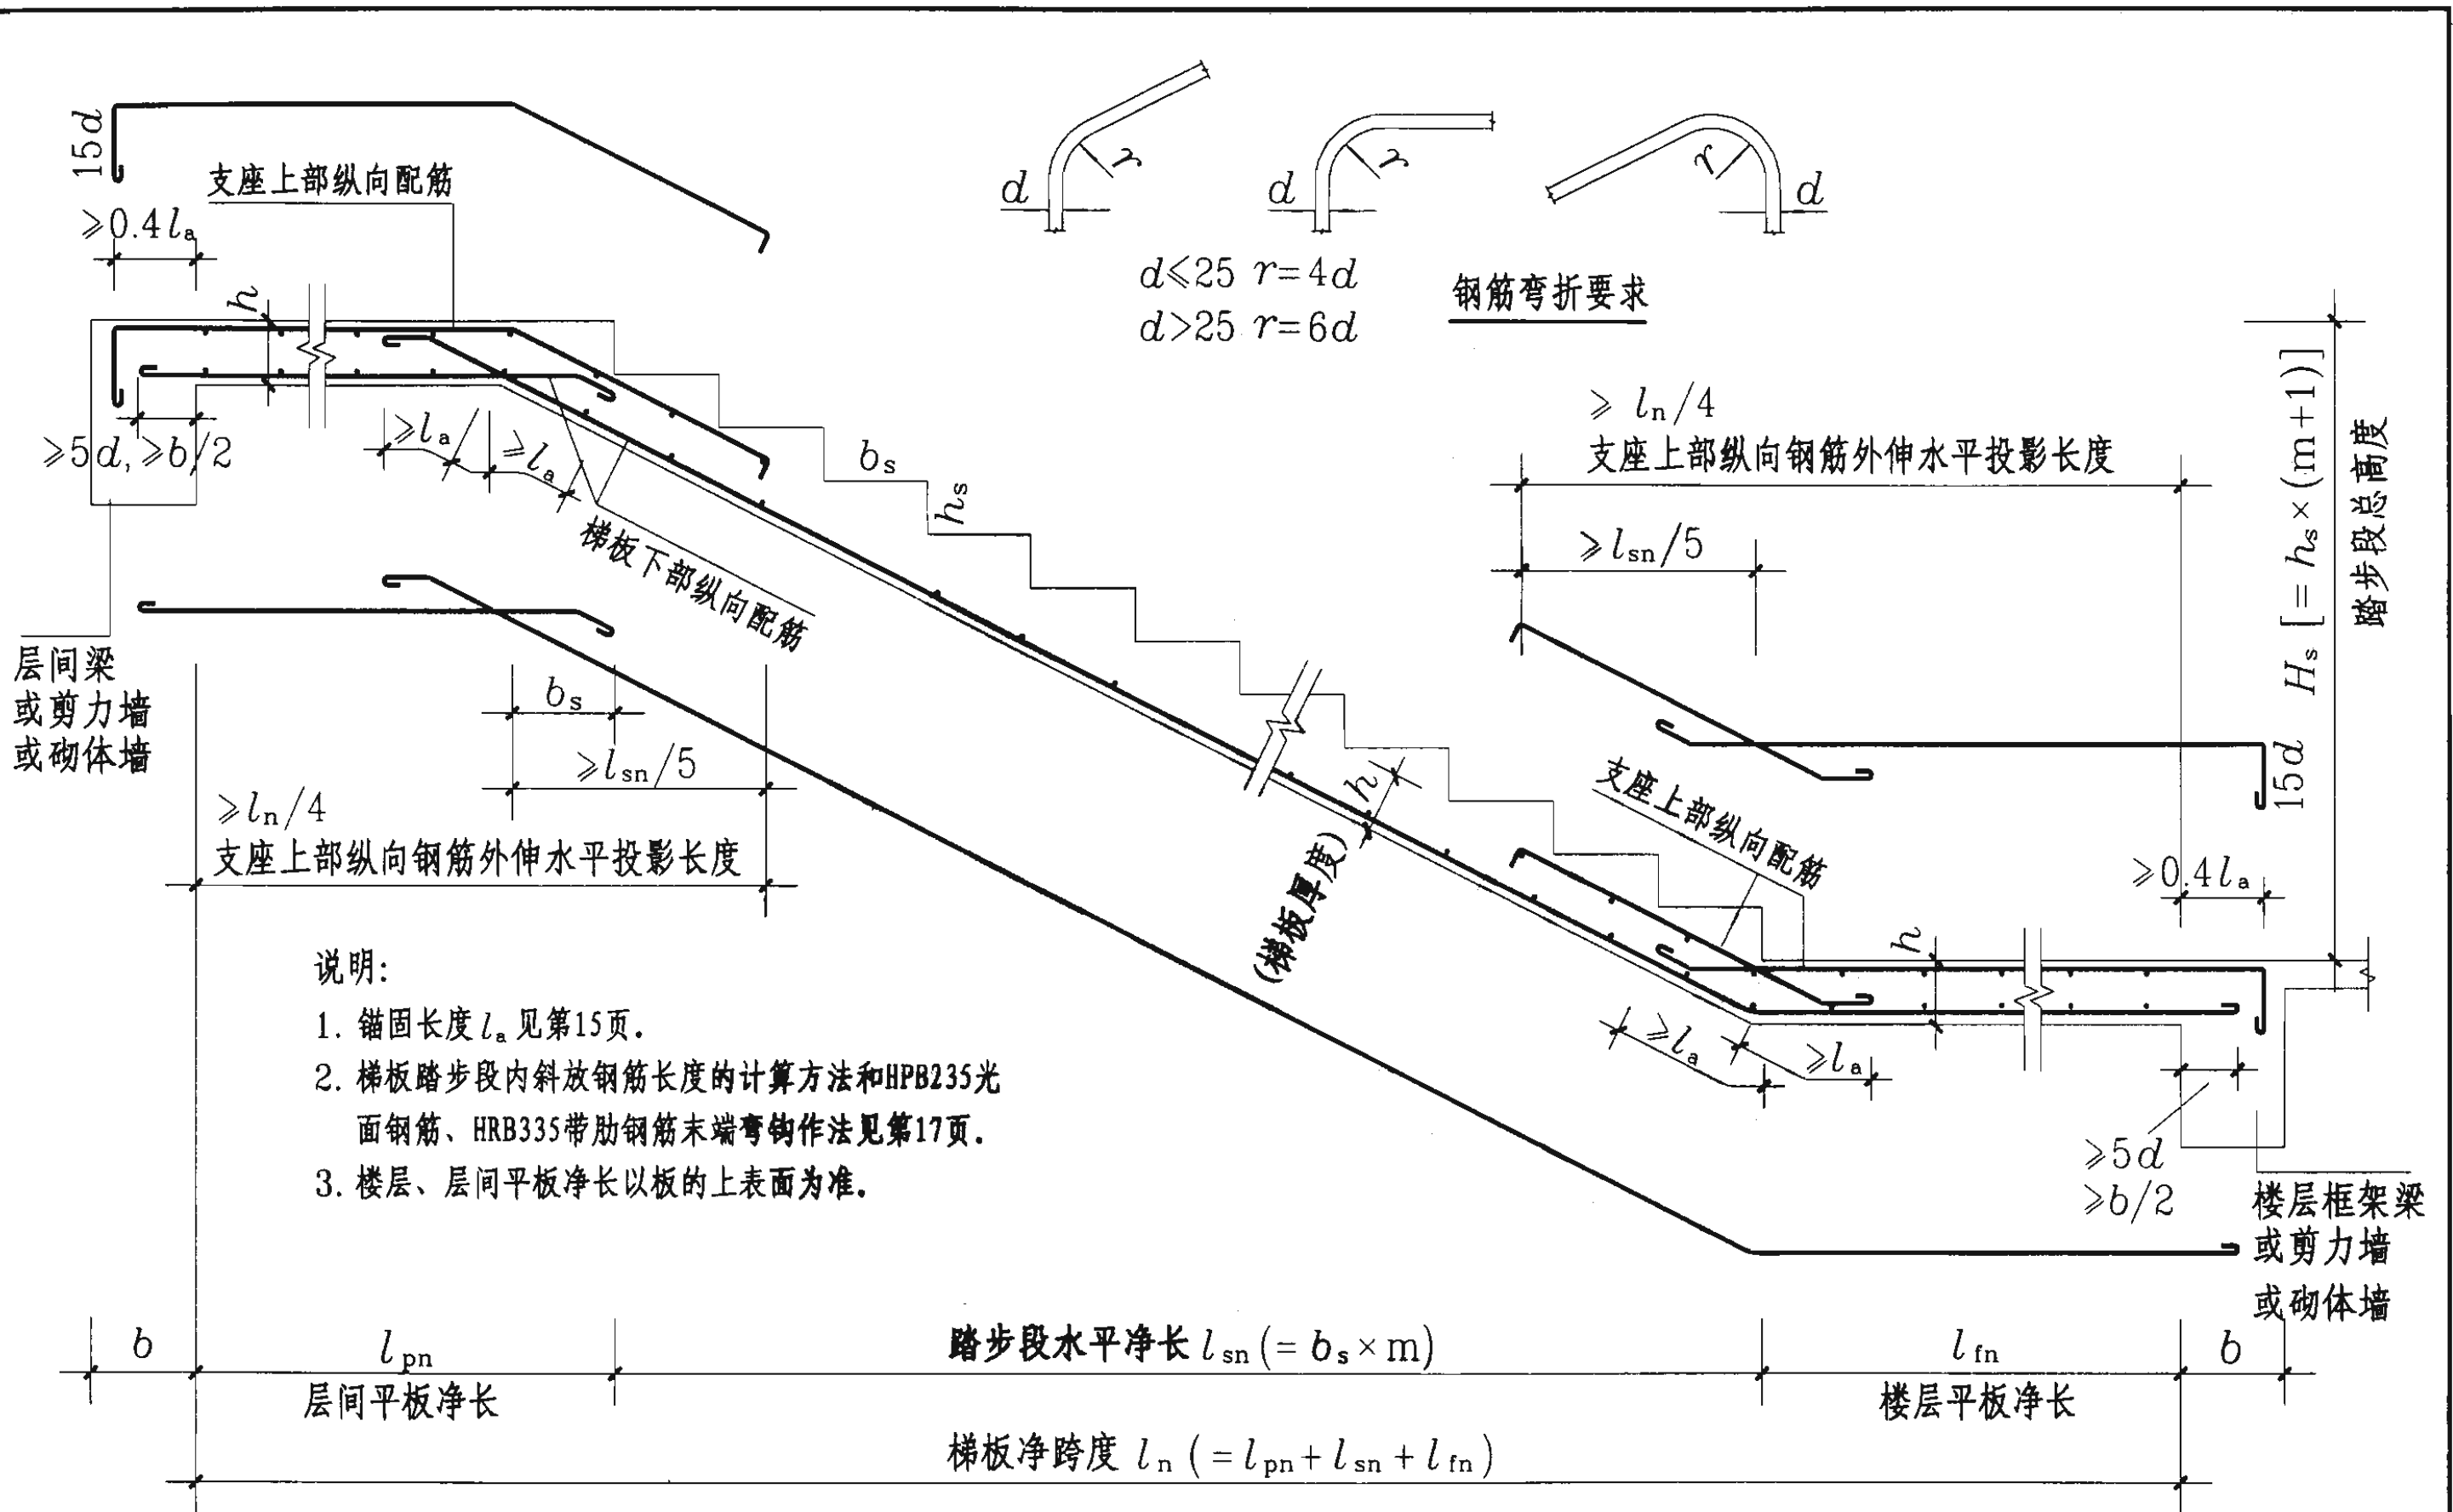 15d
支座上部纵向配筋
≥0.4lₐ
h
≥5d, ≥b/2
≥lₐ
≥lₐ
梯板下部纵向配筋
bₛ
hₛ
d
r
d
r
r
d
d≤25 r=4d
d>25 r=6d
钢筋弯折要求
≥ lₙ/4
支座上部纵向钢筋外伸水平投影长度
≥lₛₙ/5
Hₛ [=hₛ×(m+1)]
踏步段总高度
层间梁
或剪力墙
或砌体墙
bₛ
≥lₛₙ/5
≥lₙ/4
支座上部纵向钢筋外伸水平投影长度
h
(梯板厚度)
支座上部纵向配筋
15d
≥0.4lₐ
h
≥lₐ
≥lₐ
≥5d
≥b/2
楼层框架梁
或剪力墙
或砌体墙
说明:
1. 锚固长度lₐ见第15页.
2. 梯板踏步段内斜放钢筋长度的计算方法和HPB235光
面钢筋、HRB335带肋钢筋末端弯钩作法见第17页.
3. 楼层、层间平板净长以板的上表面为准.
b
lpn
层间平板净长
踏步段水平净长 lsn (= bₛ×m)
lfn
楼层平板净长
b
梯板净跨度 ln (= lpn + lsn + lfn)